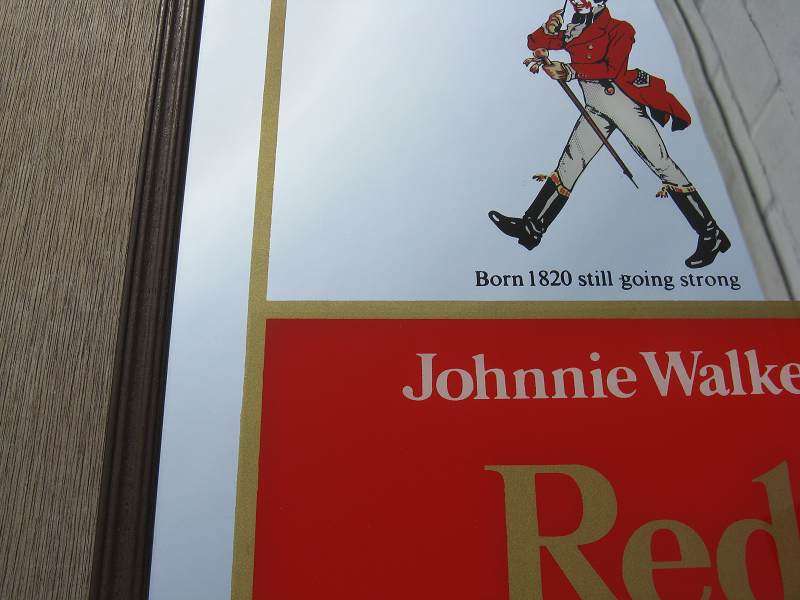 Born 1820 still going strong
Johnnie Walke
Red